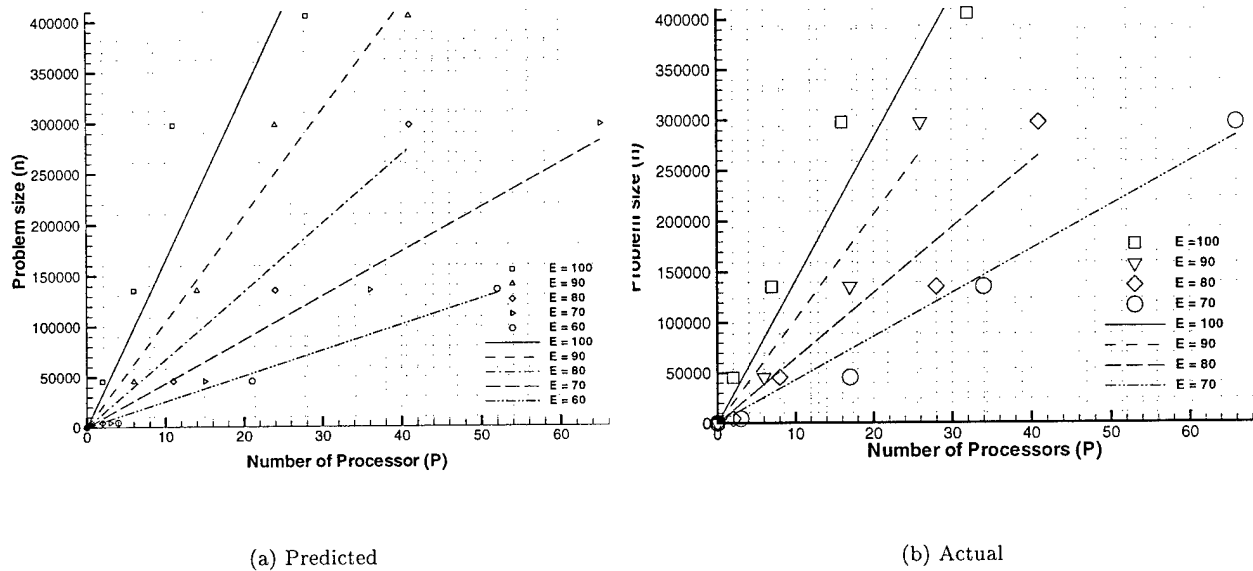 400000
350000
300000
250000
200000
150000
100000
50000
0
Problem size (n)
0
10
20
30
40
50
60
Number of Processor (P)
E = 100
E = 90
E = 80
E = 70
E = 60
E = 100
E = 90
E = 80
E = 70
E = 60
(a) Predicted
400000
350000
300000
250000
200000
150000
100000
50000
0
Problem size (n)
10
20
30
40
50
60
Number of Processors (P)
E =100
E = 90
E = 80
E = 70
E = 100
E = 90
E = 80
E = 70
(b) Actual